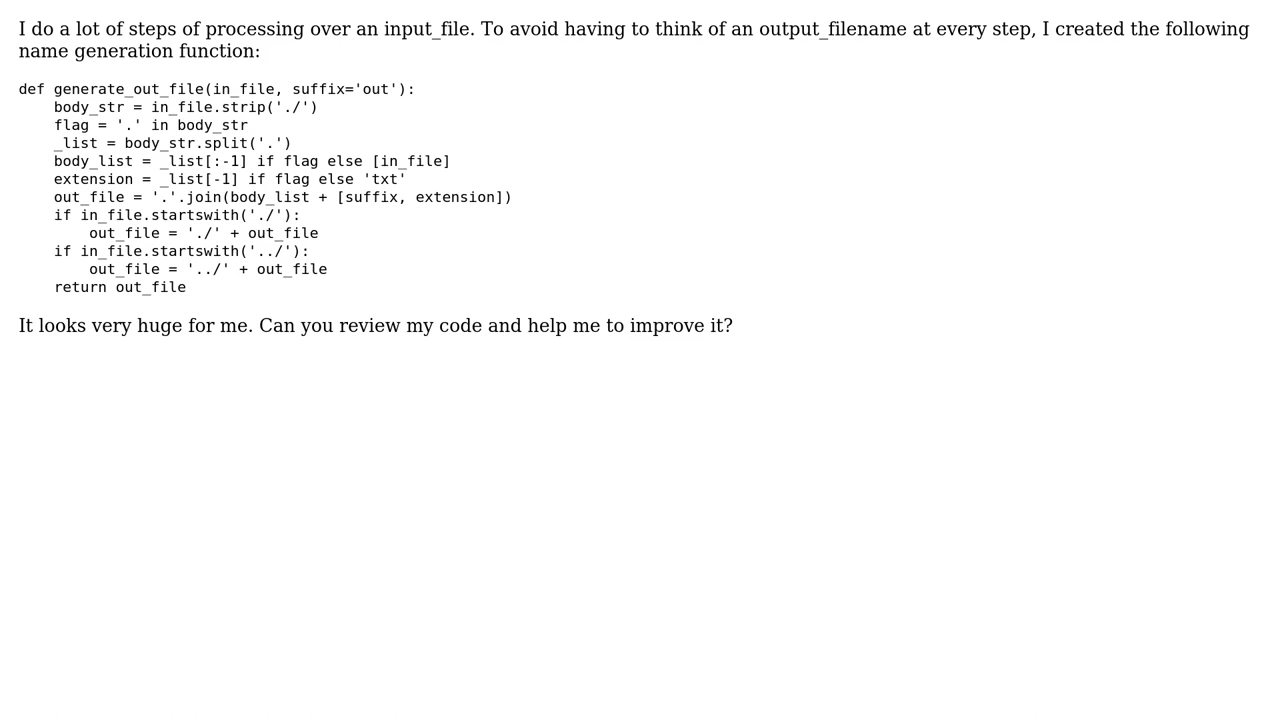 I do a lot of steps of processing over an input_file. To avoid having to think of an output_filename at every step, I created the following
name generation function:
def generate_out_file(in_file, suffix='out'):
    body_str = in_file.strip('./')
    flag = '.' in body_str
    _list = body_str.split('.')
    body_list = _list[:-1] if flag else [in_file]
    extension = _list[-1] if flag else 'txt'
    out_file = '.'.join(body_list + [suffix, extension])
    if in_file.startswith('./'):
        out_file = './' + out_file
    if in_file.startswith('../'):
        out_file = '../' + out_file
    return out_file
It looks very huge for me. Can you review my code and help me to improve it?